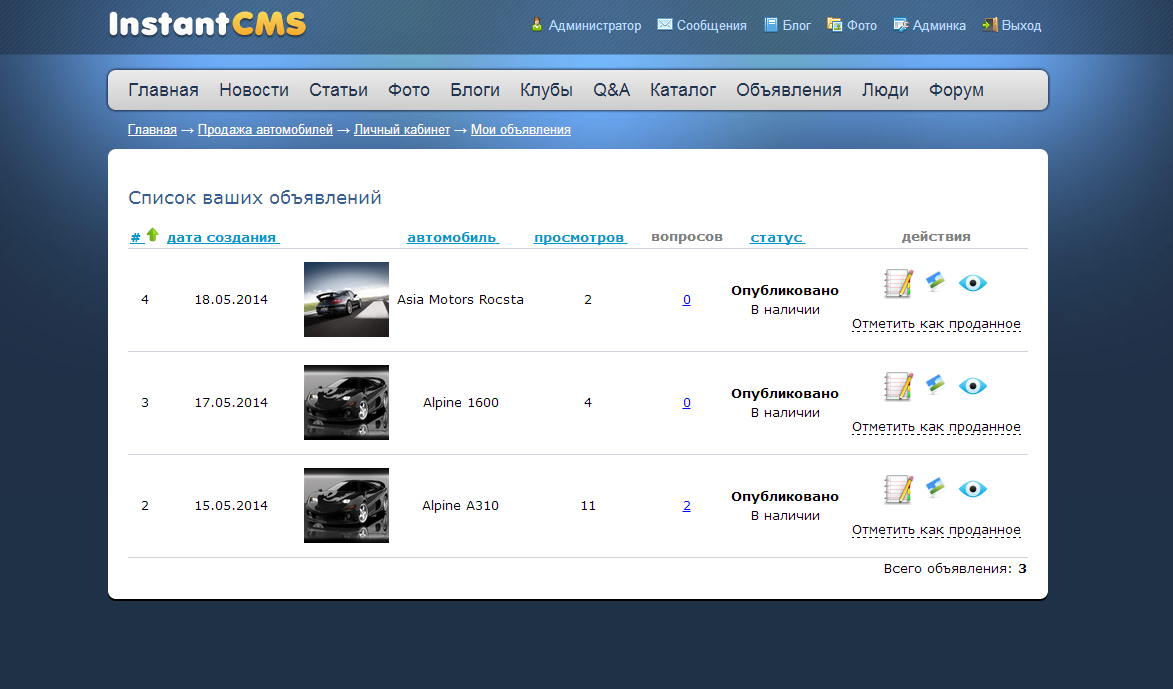 InstantCMS
Администратор Сообщения Блог Фото Админка Выход
Главная Новости Статьи Фото Блоги Клубы Q&A Каталог Объявления Люди Форум
Главная → Продажа автомобилей → Личный кабинет → Мои объявления
Список ваших объявлений
# дата создания автомобиль просмотров вопросов статус действия
4 18.05.2014 Asia Motors Rocsta 2 0 Опубликовано
В наличии
Отметить как проданное
3 17.05.2014 Alpine 1600 4 0 Опубликовано
В наличии
Отметить как проданное
2 15.05.2014 Alpine A310 11 2 Опубликовано
В наличии
Отметить как проданное
Всего объявления: 3